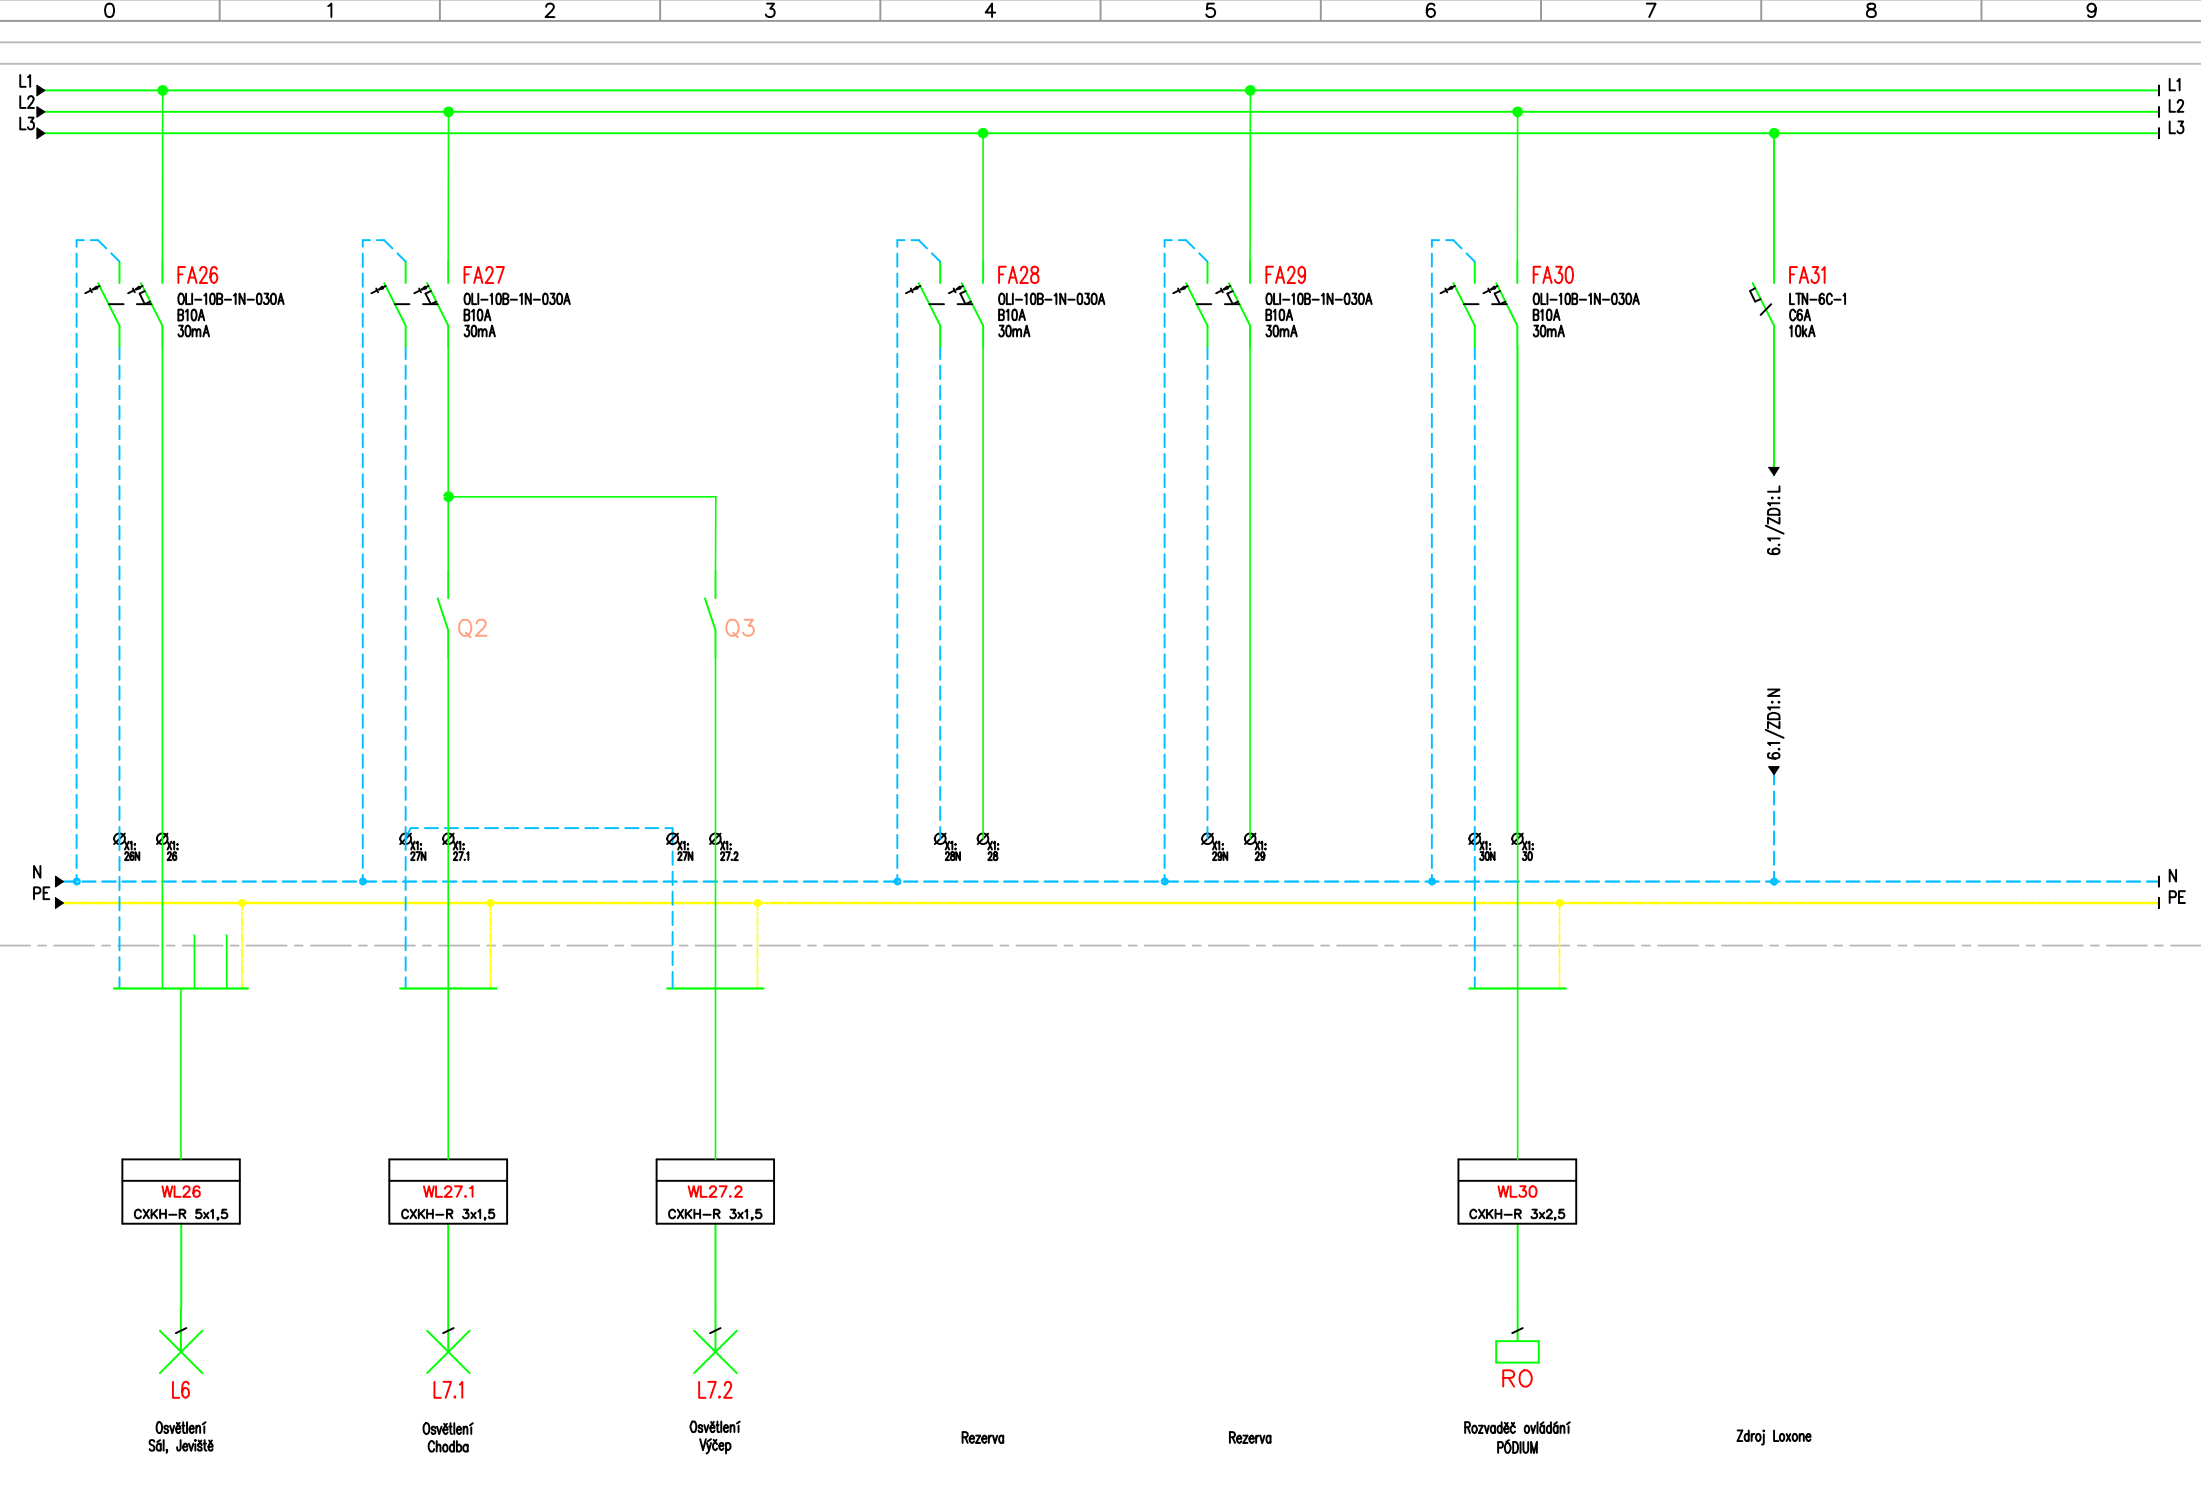 0 1 2 3 4 5 6 7 8 9
L1 L1
L2 L2
L3 L3
FA26
OLI-10B-1N-030A
B10A
30mA
FA27
OLI-10B-1N-030A
B10A
30mA
FA28
OLI-10B-1N-030A
B10A
30mA
FA29
OLI-10B-1N-030A
B10A
30mA
FA30
OLI-10B-1N-030A
B10A
30mA
FA31
LTN-6C-1
C6A
10kA
6.1/ZD1:L
Q2
Q3
6.1/ZD1:N
X1:
26N
X1:
26
X1:
27N
X1:
27.1
X1:
27N
X1:
27.2
X1:
28N
X1:
28
X1:
29N
X1:
29
X1:
30N
X1:
30
N N
PE PE
WL26
CXKH-R 5x1,5
WL27.1
CXKH-R 3x1,5
WL27.2
CXKH-R 3x1,5
WL30
CXKH-R 3x2,5
L6
Osvětlení
Sál, Jeviště
L7.1
Osvětlení
Chodba
L7.2
Osvětlení
Výčep
Rezerva
Rezerva
RO
Rozvaděč ovládání
PÓDIUM
Zdroj Loxone